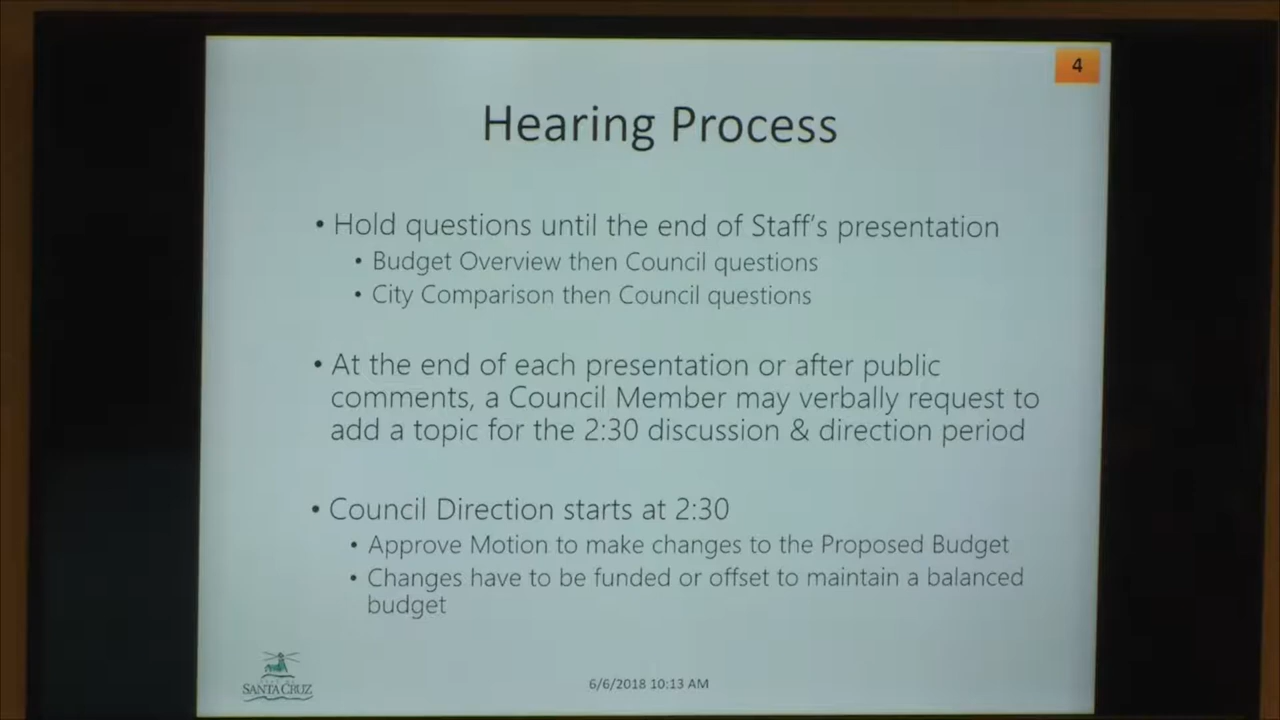 4
Hearing Process
• Hold questions until the end of Staff's presentation
• Budget Overview then Council questions
• City Comparison then Council questions
• At the end of each presentation or after public
comments, a Council Member may verbally request to
add a topic for the 2:30 discussion & direction period
• Council Direction starts at 2:30
• Approve Motion to make changes to the Proposed Budget
• Changes have to be funded or offset to maintain a balanced
budget
SANTA CRUZ
6/6/2018 10:13 AM